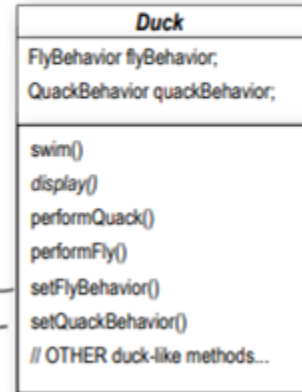 Duck
FlyBehavior flyBehavior;
QuackBehavior quackBehavior;
swim()
display()
performQuack()
performFly()
setFlyBehavior()
setQuackBehavior()
// OTHER duck-like methods...